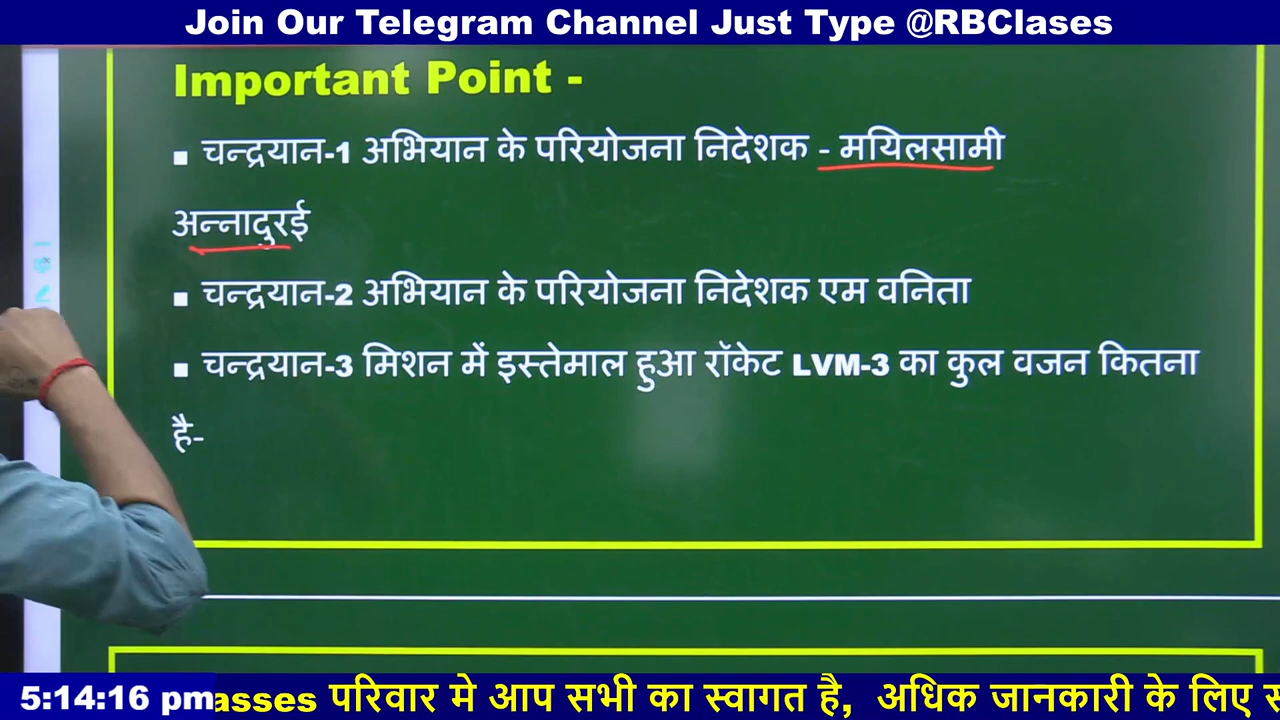 Join Our Telegram Channel Just Type @RBClases
Important Point -
▪ चन्द्रयान-1 अभियान के परियोजना निदेशक - मयिलसामी
अन्नादुरई
▪ चन्द्रयान-2 अभियान के परियोजना निदेशक एम वनिता
▪ चन्द्रयान-3 मिशन में इस्तेमाल हुआ रॉकेट LVM-3 का कुल वजन कितना
है-
5:14:16 pm
asses परिवार मे आप सभी का स्वागत है, अधिक जानकारी के लिए